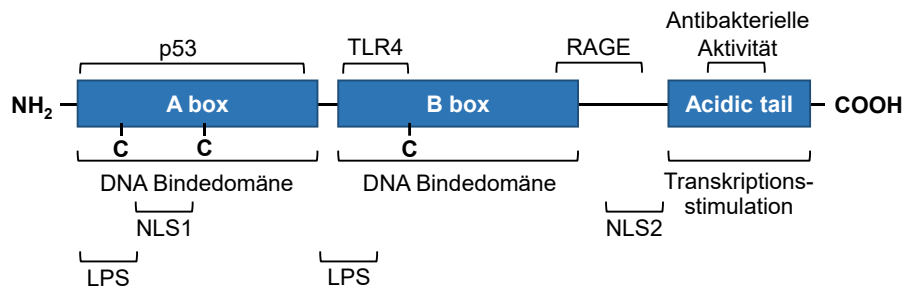 Antibakterielle
Aktivität
p53
TLR4
RAGE
NH2
A box
B box
Acidic tail
COOH
C
C
C
DNA Bindedomäne
DNA Bindedomäne
Transkriptions-
stimulation
NLS1
NLS2
LPS
LPS